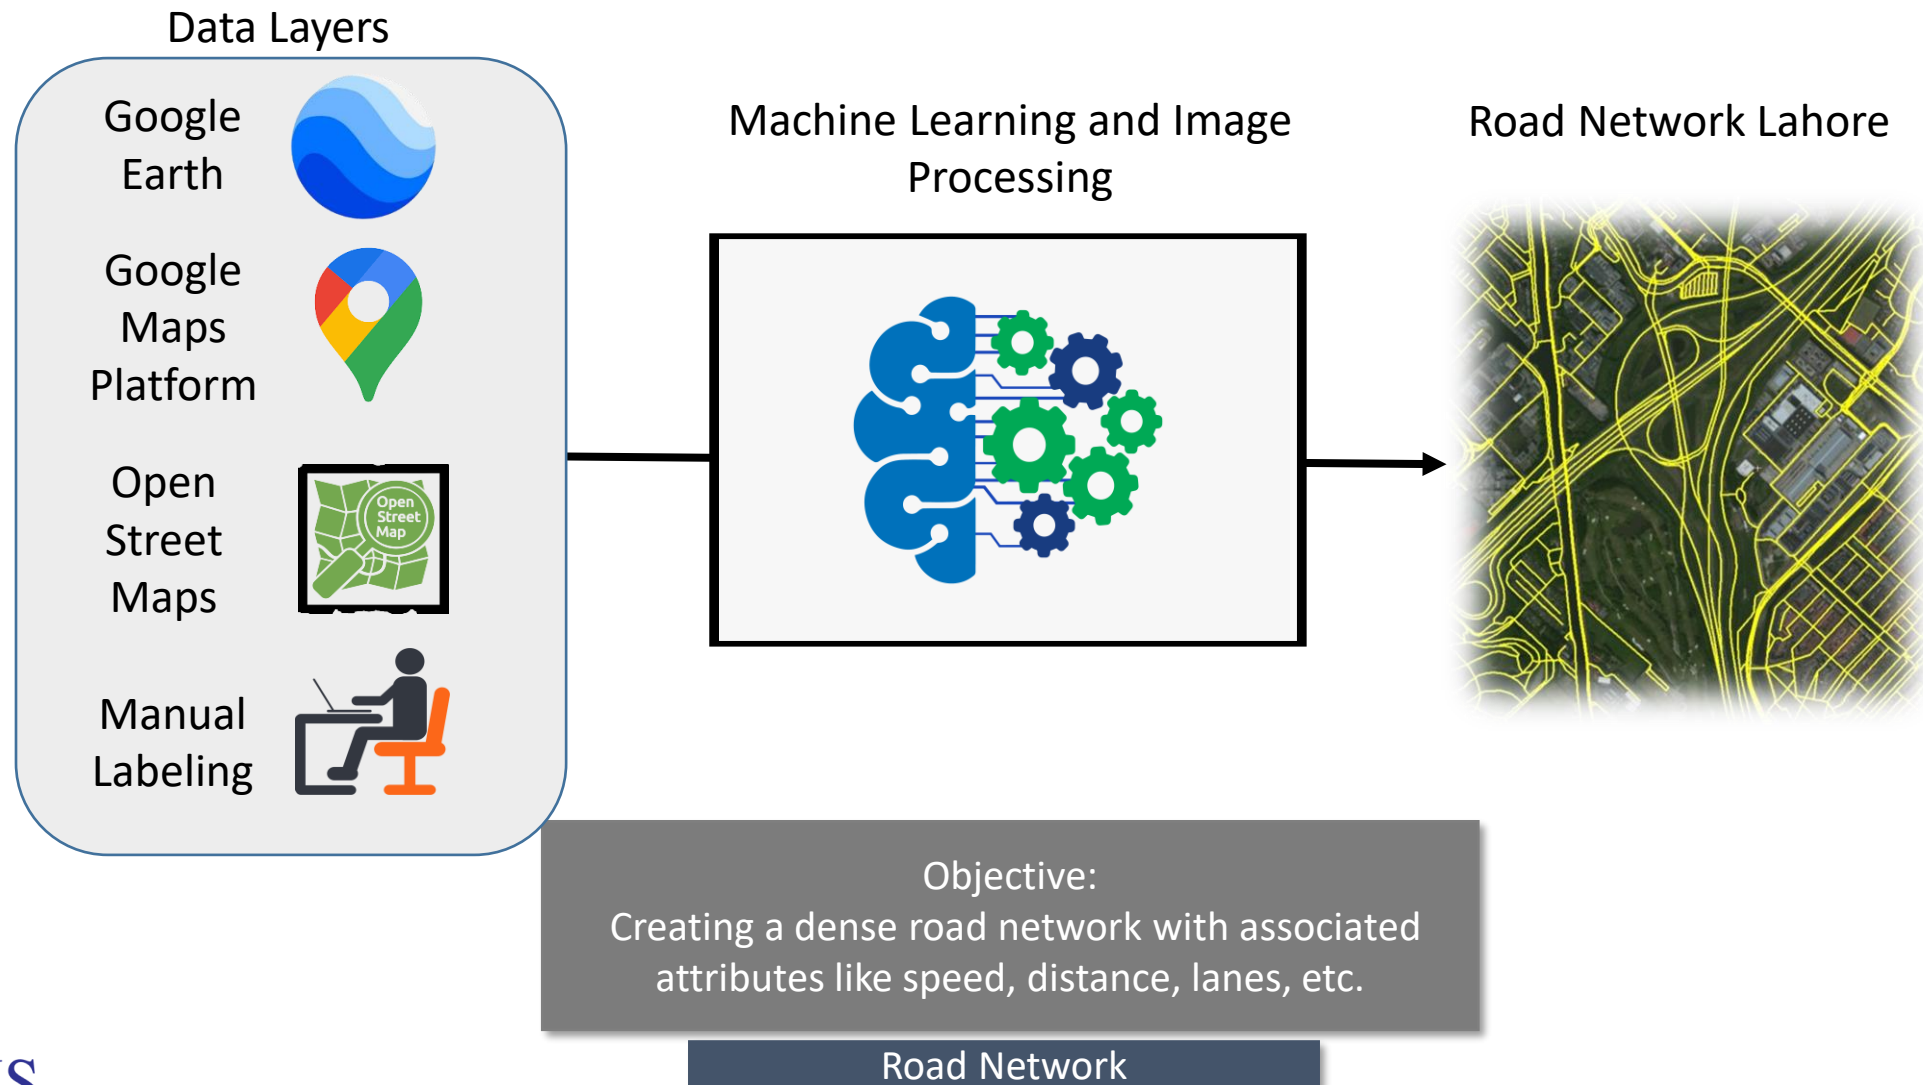 Data Layers
Google
Earth
Google
Maps
Platform
Open
Street
Maps
Open
Street
Map
Manual
Labeling
Machine Learning and Image
Processing
Road Network Lahore
Objective:
Creating a dense road network with associated
attributes like speed, distance, lanes, etc.
Road Network